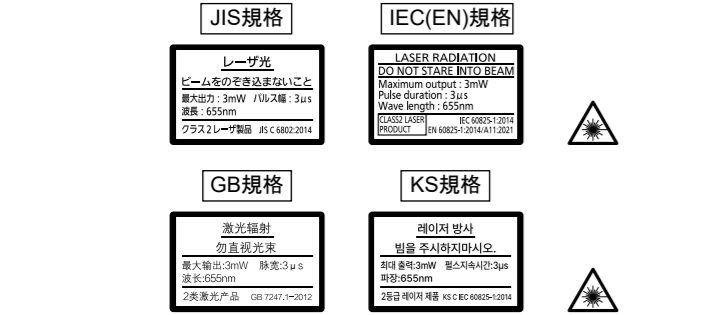 JIS規格
レーザ光
ビームをのぞき込まないこと
最大出力：3mW パルス幅：3μs
波長：655nm
クラス2レーザ製品 JIS C 6802:2014
IEC(EN)規格
LASER RADIATION
DO NOT STARE INTO BEAM
Maximum output : 3mW
Pulse duration : 3μs
Wave length : 655nm
CLASS2 LASER PRODUCT
IEC 60825-1:2014
EN 60825-1:2014/A11:2021
GB規格
激光辐射
勿直视光束
最大输出:3mW 脉宽:3μs
波长:655nm
2类激光产品 GB 7247.1-2012
KS規格
레이저 방사
빔을 주시하지마시오.
최대 출력:3mW 펄스지속시간:3μs
파장:655nm
2등급 레이저 제품 KS C IEC 60825-1:2014